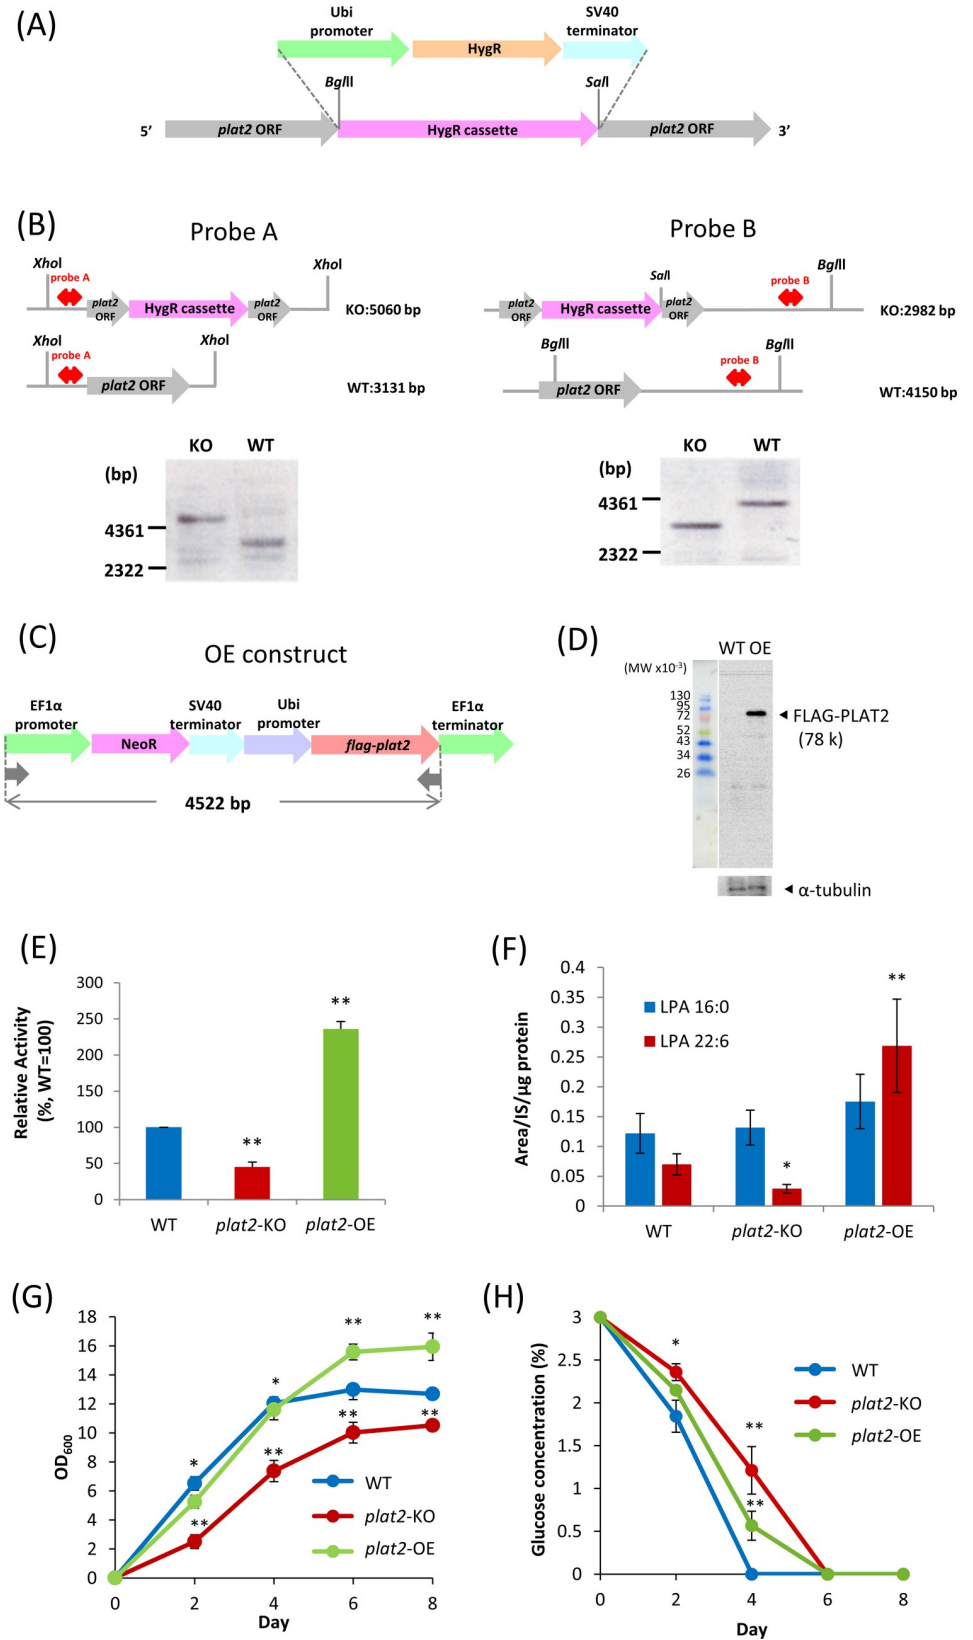 (A)
Ubi
promoter
SV40
terminator
HygR
BglII
SalI
5’
plat2 ORF
HygR cassette
plat2 ORF
3’
(B)
Probe A
Probe B
XhoI
probe A
XhoI
plat2
ORF
HygR cassette
plat2
ORF
KO:5060 bp
XhoI
probe A
XhoI
plat2 ORF
WT:3131 bp
SalI
probe B
BglII
plat2
ORF
HygR cassette
plat2
ORF
KO:2982 bp
BglII
probe B
BglII
plat2 ORF
WT:4150 bp
KO WT
(bp)
4361
2322
KO WT
(bp)
4361
2322
(C)
OE construct
EF1α
promoter
SV40
terminator
Ubi
promoter
EF1α
terminator
NeoR
flag-plat2
4522 bp
(D)
WT OE
(MW x10-3)
130
95
72
52
43
34
26
FLAG-PLAT2
(78 k)
α-tubulin
(E)
Relative Activity
(%, WT=100)
300
250
200
150
100
50
0
**
**
WT
plat2-KO
plat2-OE
(F)
Area/IS/µg protein
0.4
0.35
0.3
0.25
0.2
0.15
0.1
0.05
0
LPA 16:0
LPA 22:6
*
**
WT
plat2-KO
plat2-OE
(G)
OD600
18
16
14
12
10
8
6
4
2
0
*
**
*
**
**
**
**
**
WT
plat2-KO
plat2-OE
0 2 4 6 8
Day
(H)
Glucose concentration (%)
3
2.5
2
1.5
1
0.5
0
*
**
**
WT
plat2-KO
plat2-OE
0 2 4 6 8
Day